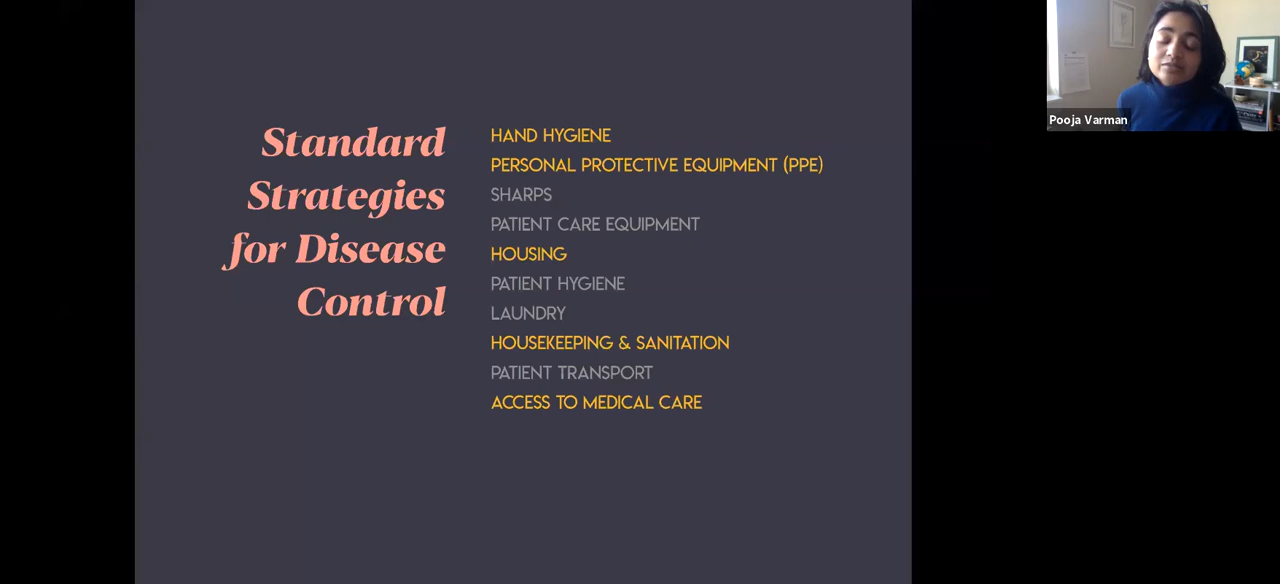 Standard
Strategies
for Disease
Control
HAND HYGIENE
PERSONAL PROTECTIVE EQUIPMENT (PPE)
SHARPS
PATIENT CARE EQUIPMENT
HOUSING
PATIENT HYGIENE
LAUNDRY
HOUSEKEEPING & SANITATION
PATIENT TRANSPORT
ACCESS TO MEDICAL CARE
Pooja Varman